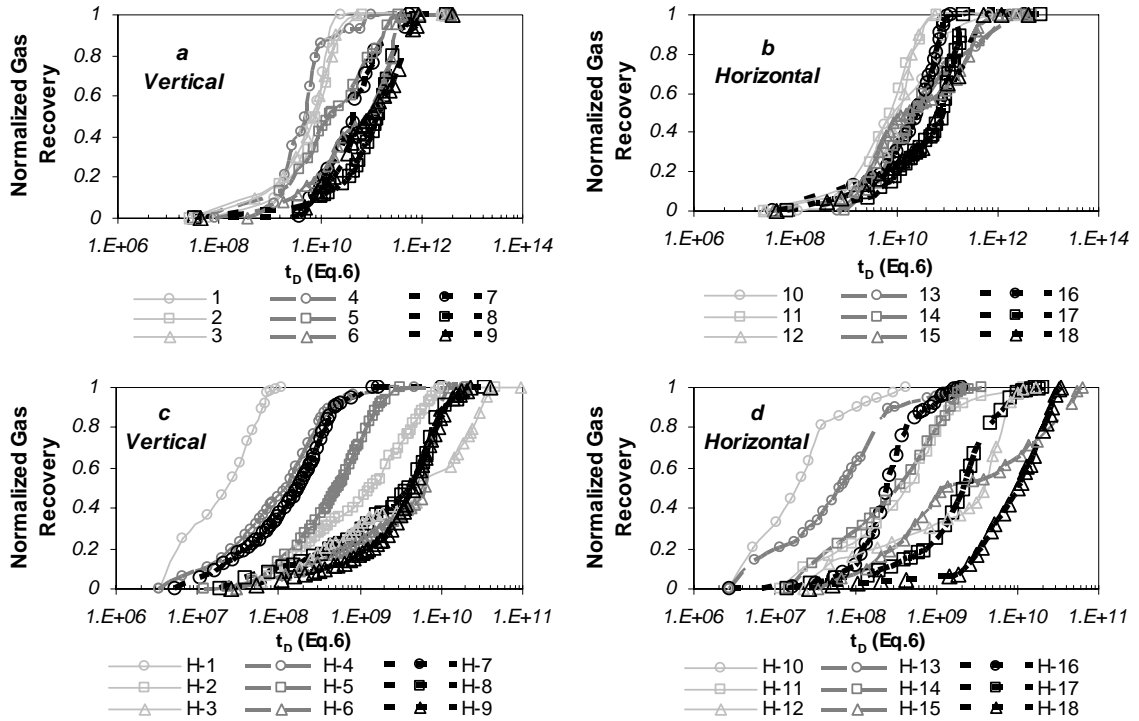 Normalized Gas Recovery
1
0.8
0.6
0.4
0.2
0
a
Vertical
1.E+06 1.E+08 1.E+10 1.E+12 1.E+14
tD (Eq.6)
1 4 7
2 5 8
3 6 9
Normalized Gas Recovery
1
0.8
0.6
0.4
0.2
0
b
Horizontal
1.E+06 1.E+08 1.E+10 1.E+12 1.E+14
tD (Eq.6)
10 13 16
11 14 17
12 15 18
Normalized Gas Recovery
1
0.8
0.6
0.4
0.2
0
c
Vertical
1.E+06 1.E+07 1.E+08 1.E+09 1.E+10 1.E+11
tD (Eq.6)
H-1 H-4 H-7
H-2 H-5 H-8
H-3 H-6 H-9
Normalized Gas Recovery
1
0.8
0.6
0.4
0.2
0
d
Horizontal
1.E+06 1.E+07 1.E+08 1.E+09 1.E+10 1.E+11
tD (Eq.6)
H-10 H-13 H-16
H-11 H-14 H-17
H-12 H-15 H-18